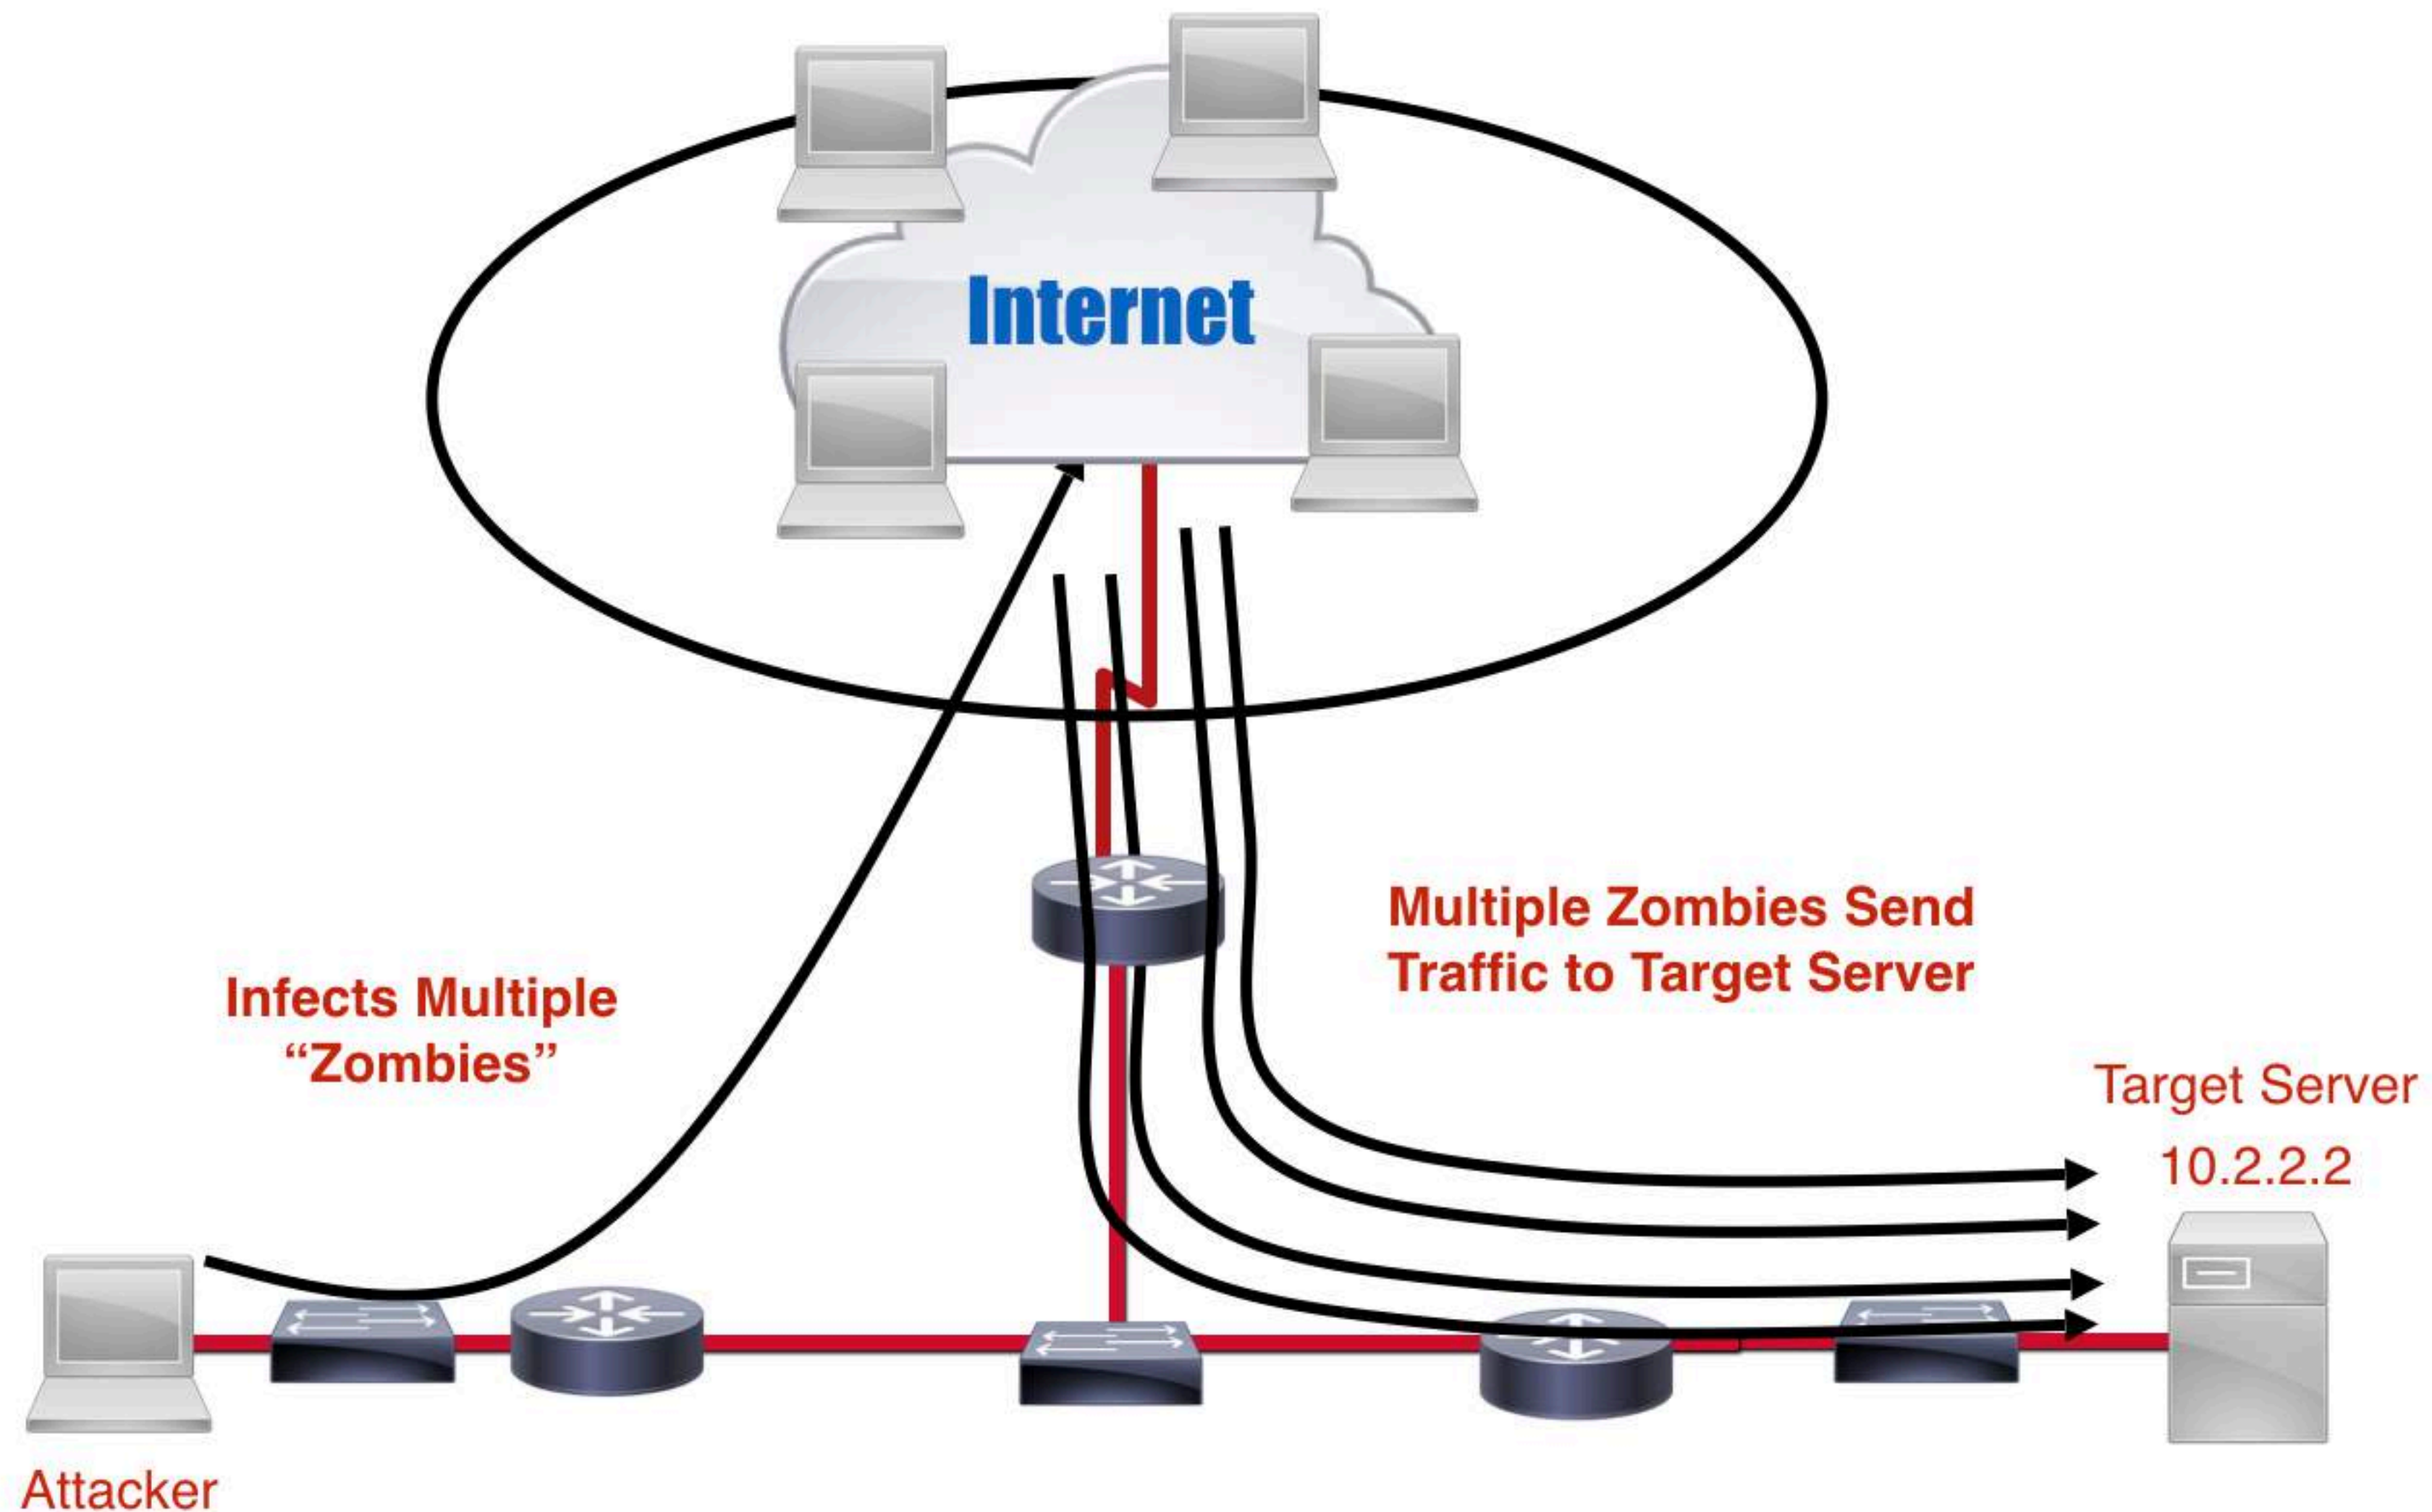 Internet
Multiple Zombies Send
Traffic to Target Server
Infects Multiple
“Zombies”
Target Server
10.2.2.2
Attacker